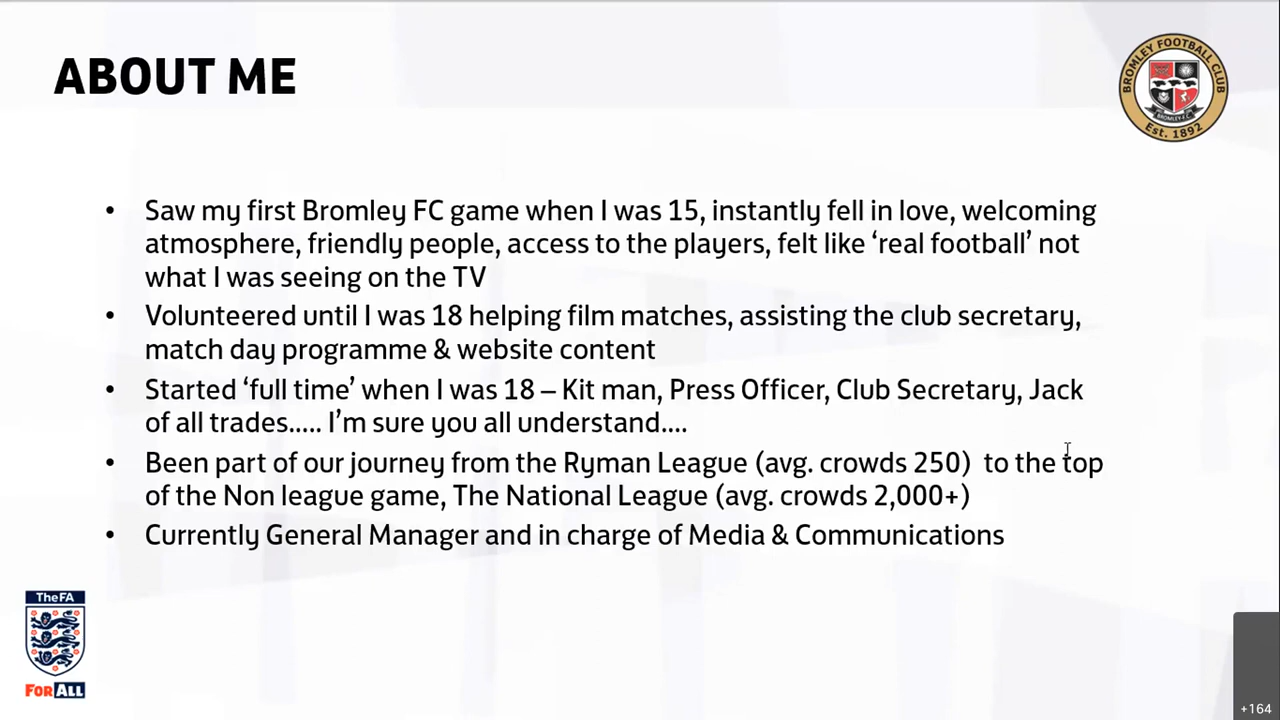 ABOUT ME
BROMLEY FOOTBALL CLUB
BROMLEY-F.C
Est. 1892
• Saw my first Bromley FC game when I was 15, instantly fell in love, welcoming
atmosphere, friendly people, access to the players, felt like ‘real football’ not
what I was seeing on the TV
• Volunteered until I was 18 helping film matches, assisting the club secretary,
match day programme & website content
• Started ‘full time’ when I was 18 – Kit man, Press Officer, Club Secretary, Jack
of all trades..... I’m sure you all understand....
• Been part of our journey from the Ryman League (avg. crowds 250)  to the top
of the Non league game, The National League (avg. crowds 2,000+)
• Currently General Manager and in charge of Media & Communications
The FA
FOR ALL
+164